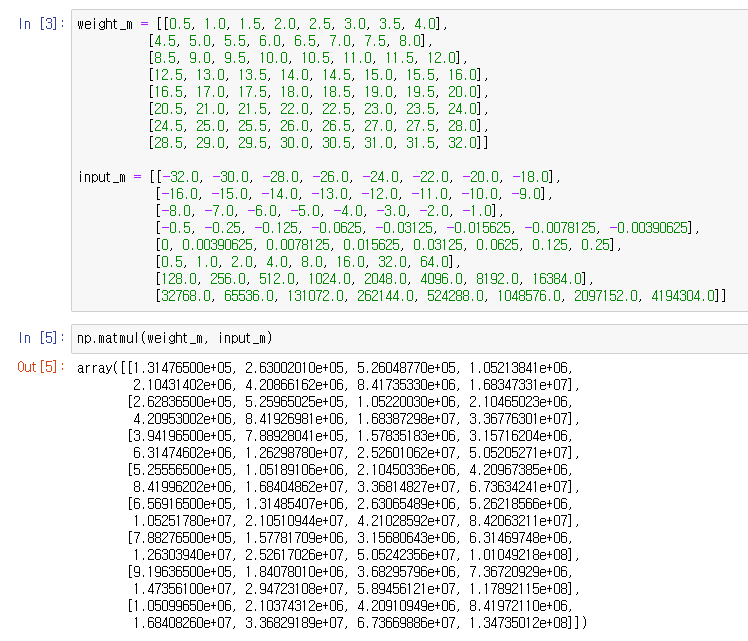 In [3]: weight_m = [[0.5, 1.0, 1.5, 2.0, 2.5, 3.0, 3.5, 4.0],
[4.5, 5.0, 5.5, 6.0, 6.5, 7.0, 7.5, 8.0],
[8.5, 9.0, 9.5, 10.0, 10.5, 11.0, 11.5, 12.0],
[12.5, 13.0, 13.5, 14.0, 14.5, 15.0, 15.5, 16.0],
[16.5, 17.0, 17.5, 18.0, 18.5, 19.0, 19.5, 20.0],
[20.5, 21.0, 21.5, 22.0, 22.5, 23.0, 23.5, 24.0],
[24.5, 25.0, 25.5, 26.0, 26.5, 27.0, 27.5, 28.0],
[28.5, 29.0, 29.5, 30.0, 30.5, 31.0, 31.5, 32.0]]
input_m = [[-32.0, -30.0, -28.0, -26.0, -24.0, -22.0, -20.0, -18.0],
[-16.0, -15.0, -14.0, -13.0, -12.0, -11.0, -10.0, -9.0],
[-8.0, -7.0, -6.0, -5.0, -4.0, -3.0, -2.0, -1.0],
[-0.5, -0.25, -0.125, -0.0625, -0.03125, -0.015625, -0.0078125, -0.00390625],
[0, 0.00390625, 0.0078125, 0.015625, 0.03125, 0.0625, 0.125, 0.25],
[0.5, 1.0, 2.0, 4.0, 8.0, 16.0, 32.0, 64.0],
[128.0, 256.0, 512.0, 1024.0, 2048.0, 4096.0, 8192.0, 16384.0],
[32768.0, 65536.0, 131072.0, 262144.0, 524288.0, 1048576.0, 2097152.0, 4194304.0]]
In [5]: np.matmul(weight_m, input_m)
Out[5]: array([[1.31476500e+05, 2.63002010e+05, 5.26048770e+05, 1.05213841e+06,
2.10431402e+06, 4.20866162e+06, 8.41735330e+06, 1.68347331e+07],
[2.62836500e+05, 5.25965025e+05, 1.05220030e+06, 2.10465023e+06,
4.20953002e+06, 8.41926981e+06, 1.68387298e+07, 3.36776301e+07],
[3.94196500e+05, 7.88928041e+05, 1.57835183e+06, 3.15716204e+06,
6.31474602e+06, 1.26298780e+07, 2.52601062e+07, 5.05205271e+07],
[5.25556500e+05, 1.05189106e+06, 2.10450336e+06, 4.20967385e+06,
8.41996202e+06, 1.68404862e+07, 3.36814827e+07, 6.73634241e+07],
[6.56916500e+05, 1.31485407e+06, 2.63065489e+06, 5.26218566e+06,
1.05251780e+07, 2.10510944e+07, 4.21028592e+07, 8.42063211e+07],
[7.88276500e+05, 1.57781709e+06, 3.15680643e+06, 6.31469748e+06,
1.26303940e+07, 2.52617026e+07, 5.05242356e+07, 1.01049218e+08],
[9.19636500e+05, 1.84078010e+06, 3.68295796e+06, 7.36720929e+06,
1.47356100e+07, 2.94723108e+07, 5.89456121e+07, 1.17892115e+08],
[1.05099650e+06, 2.10374312e+06, 4.20910949e+06, 8.41972110e+06,
1.68408260e+07, 3.36829189e+07, 6.73669886e+07, 1.34735012e+08]])